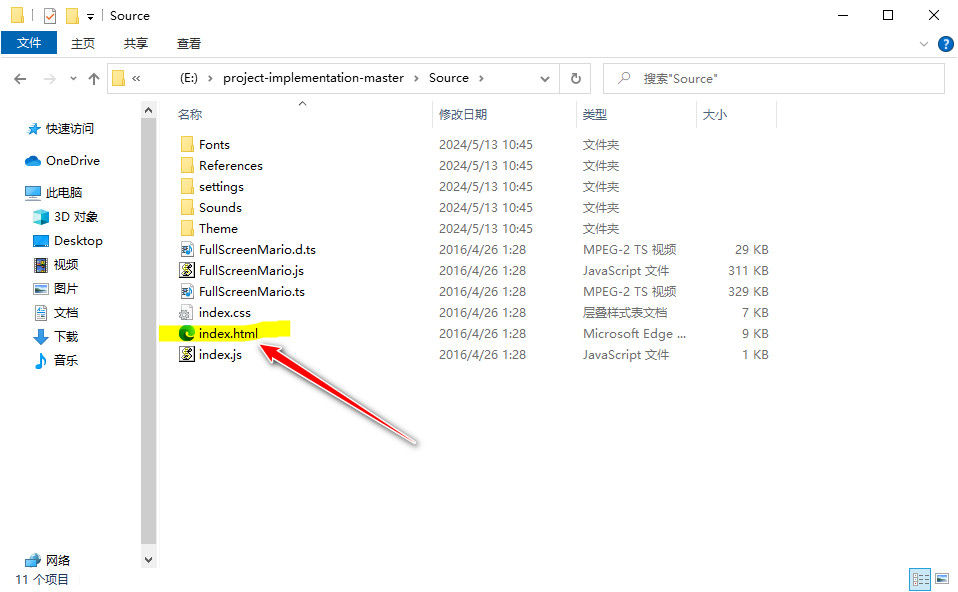 Source
文件 主页 共享 查看
« (E:) › project-implementation-master › Source › 搜索"Source"
名称 修改日期 类型 大小
快速访问
OneDrive
此电脑
3D 对象
Desktop
视频
图片
文档
下载
音乐
网络
Fonts 2024/5/13 10:45 文件夹
References 2024/5/13 10:45 文件夹
settings 2024/5/13 10:45 文件夹
Sounds 2024/5/13 10:45 文件夹
Theme 2024/5/13 10:45 文件夹
FullScreenMario.d.ts 2016/4/26 1:28 MPEG-2 TS 视频 29 KB
FullScreenMario.js 2016/4/26 1:28 JavaScript 文件 311 KB
FullScreenMario.ts 2016/4/26 1:28 MPEG-2 TS 视频 329 KB
index.css 2016/4/26 1:28 层叠样式表文档 7 KB
index.html 2016/4/26 1:28 Microsoft Edge ... 9 KB
index.js 2016/4/26 1:28 JavaScript 文件 1 KB
11 个项目